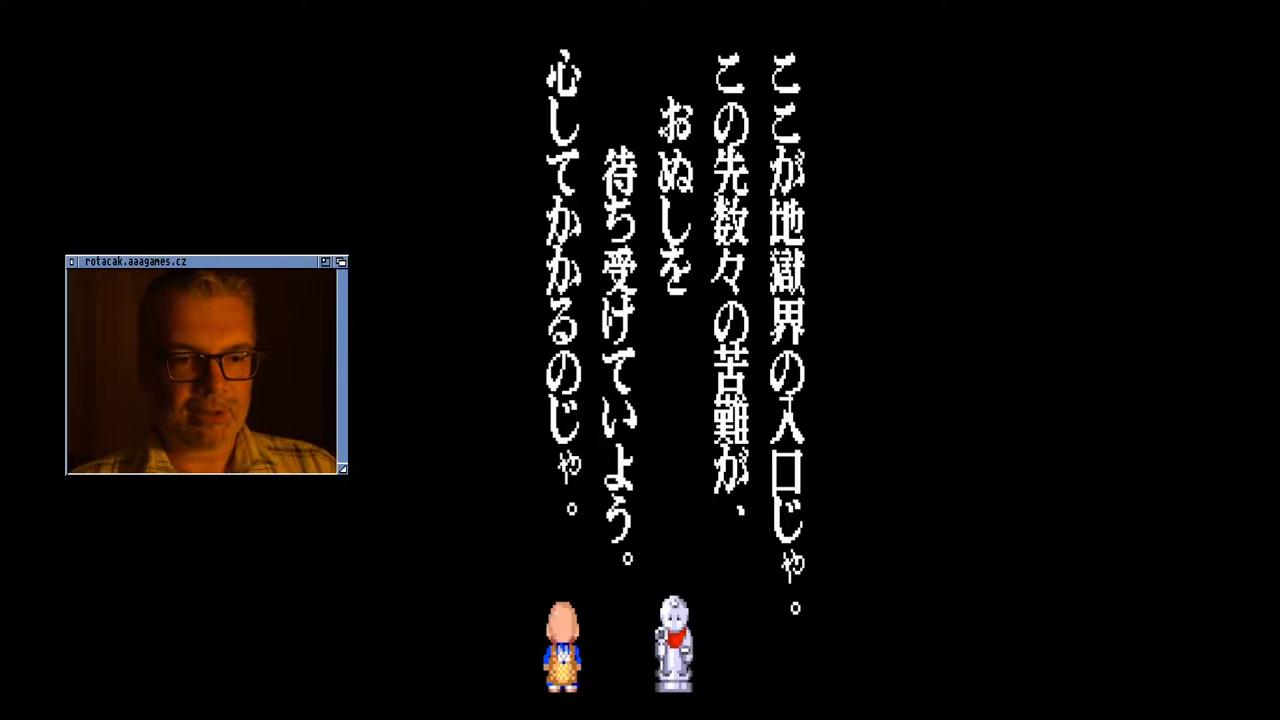 rotacak.aaagames.cz
ここが地獄界の入口じゃ。
この先数々の苦難が、
おぬしを
待ち受けていよう。
心してかかるのじゃ。